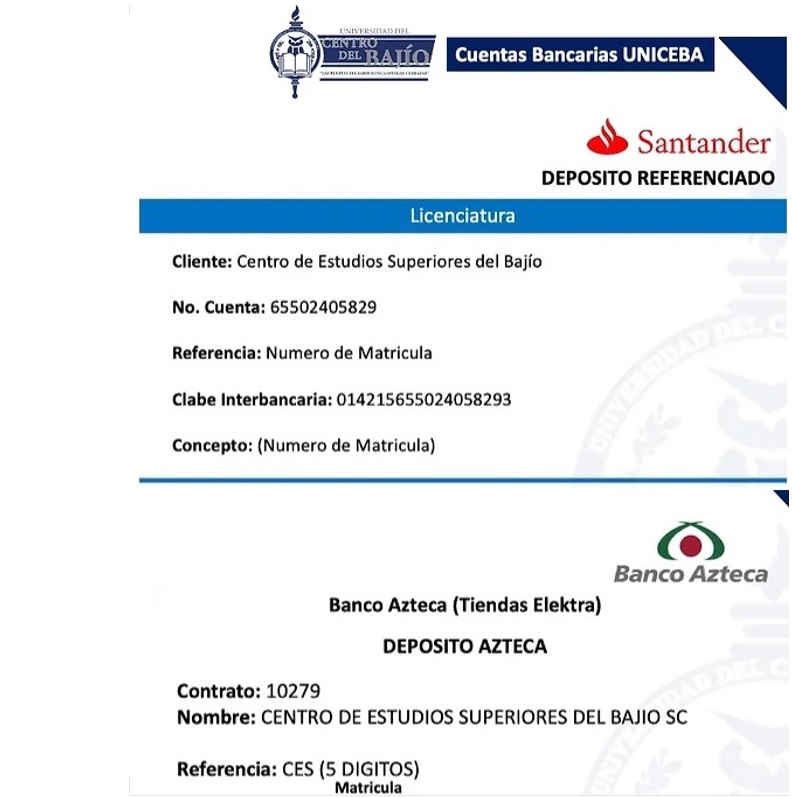 UNIVERSIDAD DEL
CENTRO
DEL BAJÍO
Cuentas Bancarias UNICEBA
Santander
DEPOSITO REFERENCIADO
Licenciatura
Cliente: Centro de Estudios Superiores del Bajío
No. Cuenta: 65502405829
Referencia: Numero de Matricula
Clabe Interbancaria: 014215655024058293
Concepto: (Numero de Matricula)
UNIVERSIDAD DEL C
Banco Azteca
Banco Azteca (Tiendas Elektra)
DEPOSITO AZTECA
Contrato: 10279
Nombre: CENTRO DE ESTUDIOS SUPERIORES DEL BAJIO SC
Referencia: CES (5 DIGITOS)
Matricula